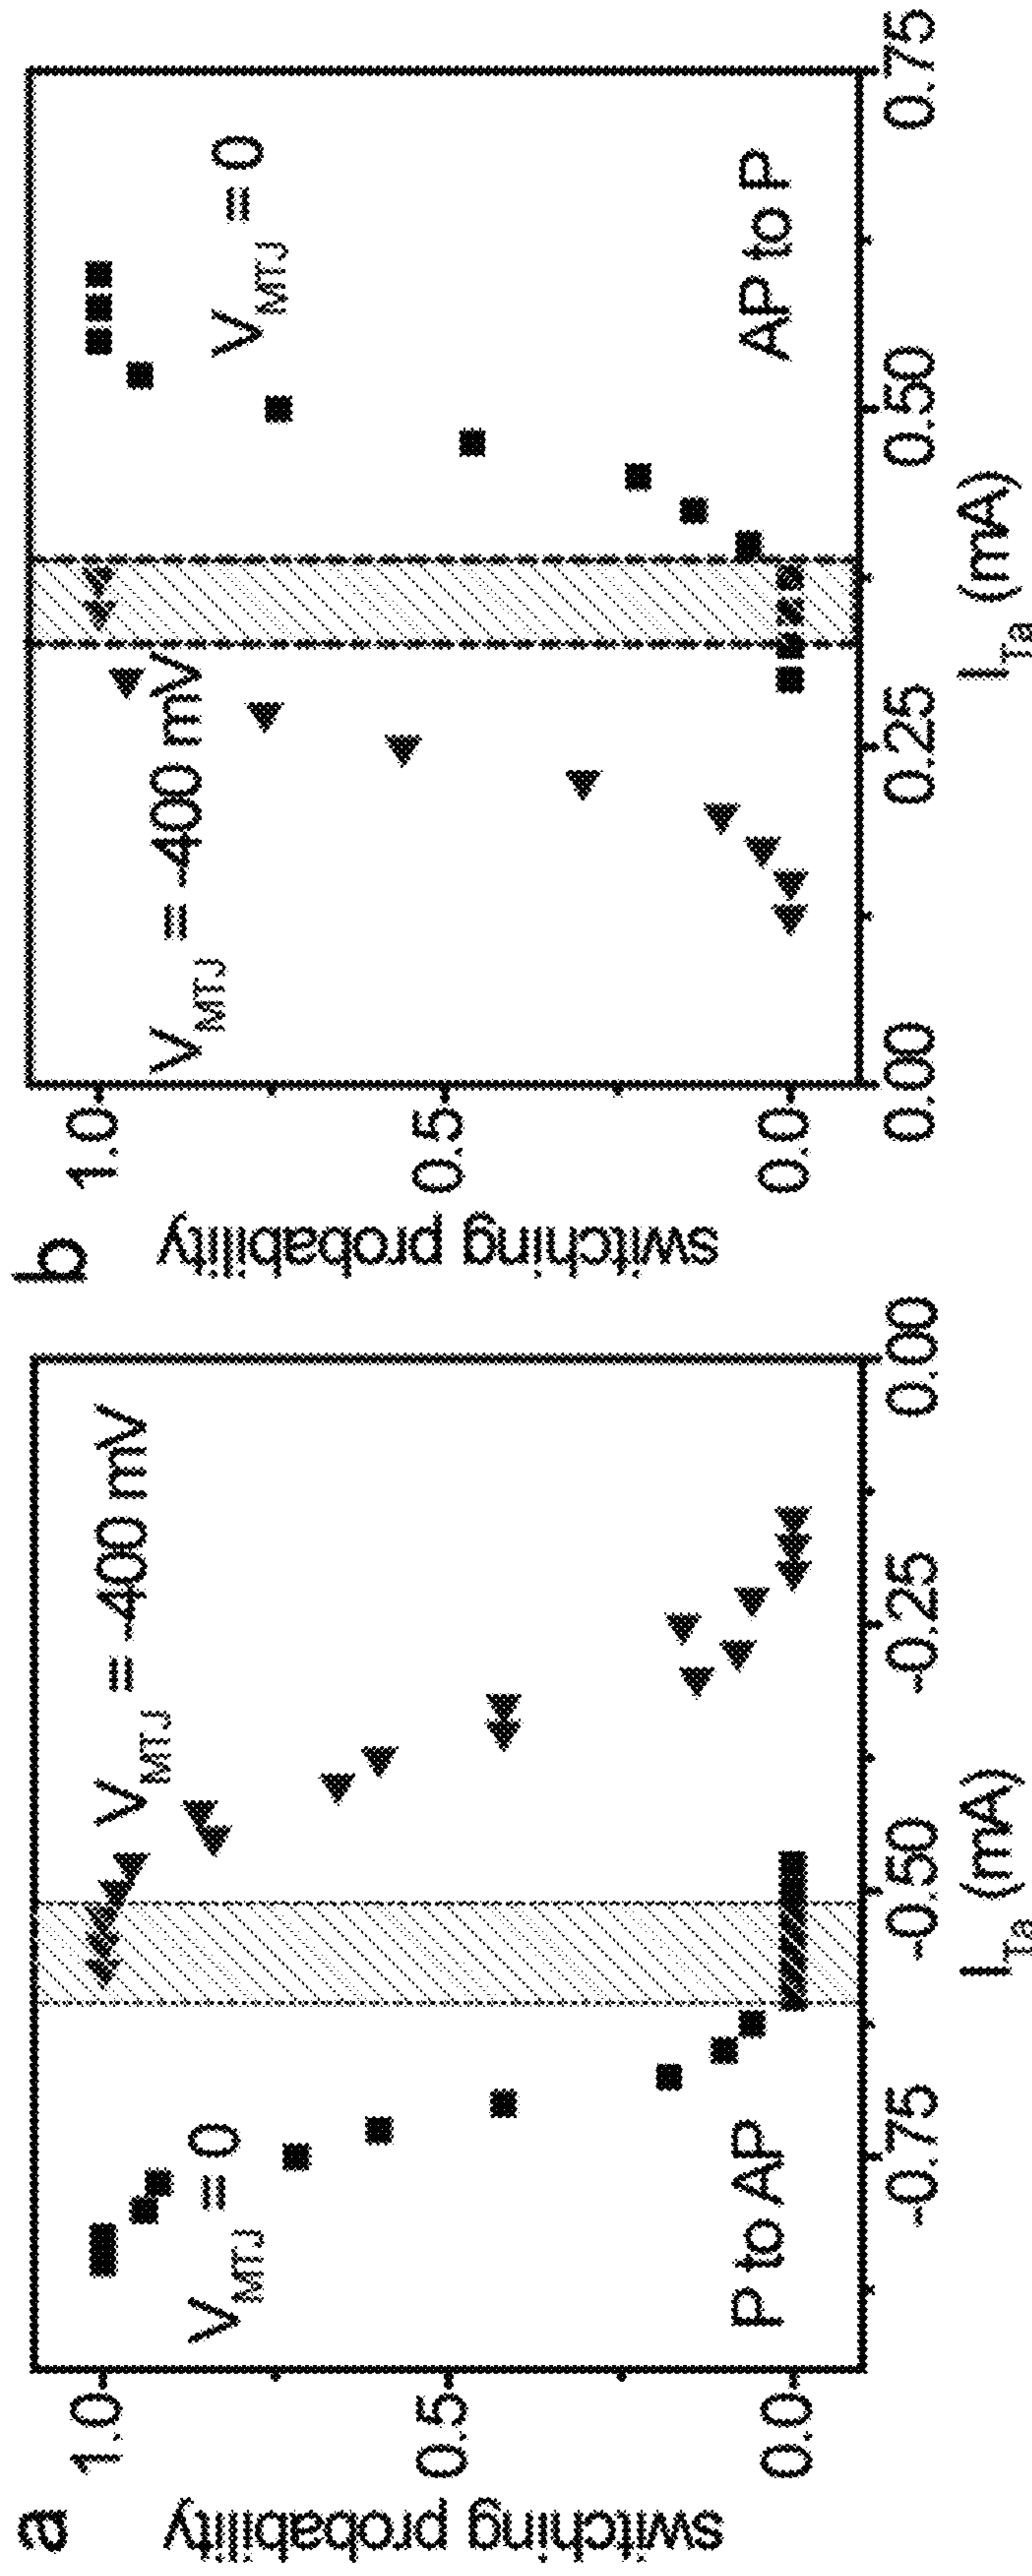 a
switching probability
1.0
0.5
0.0
V_MTJ = 0
V_MTJ = -400 mV
P to AP
-0.75
-0.50
-0.25
0.00
I_Ta (mA)
b
switching probability
1.0
0.5
0.0
V_MTJ = -400 mV
V_MTJ = 0
AP to P
0.00
0.25
0.50
0.75
I_Ta (mA)